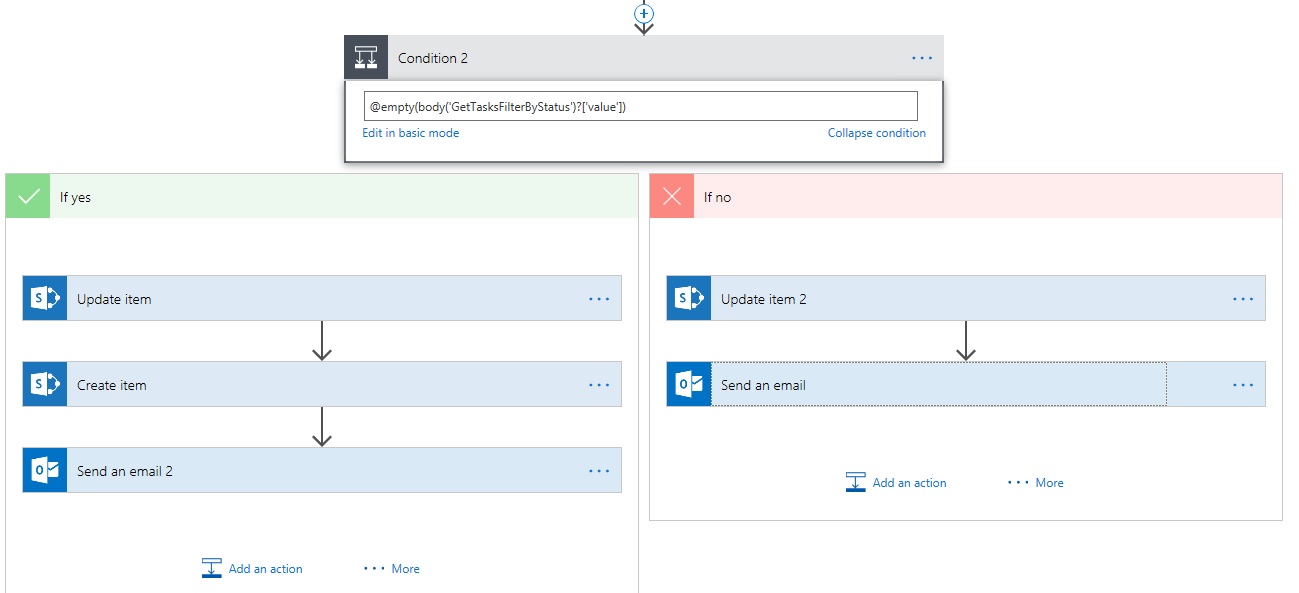 Condition 2
...
@empty(body('GetTasksFilterByStatus')?['value'])
Edit in basic mode
Collapse condition
If yes
S
Update item
...
S
Create item
...
O
Send an email 2
...
Add an action
... More
If no
S
Update item 2
...
O
Send an email
...
Add an action
... More